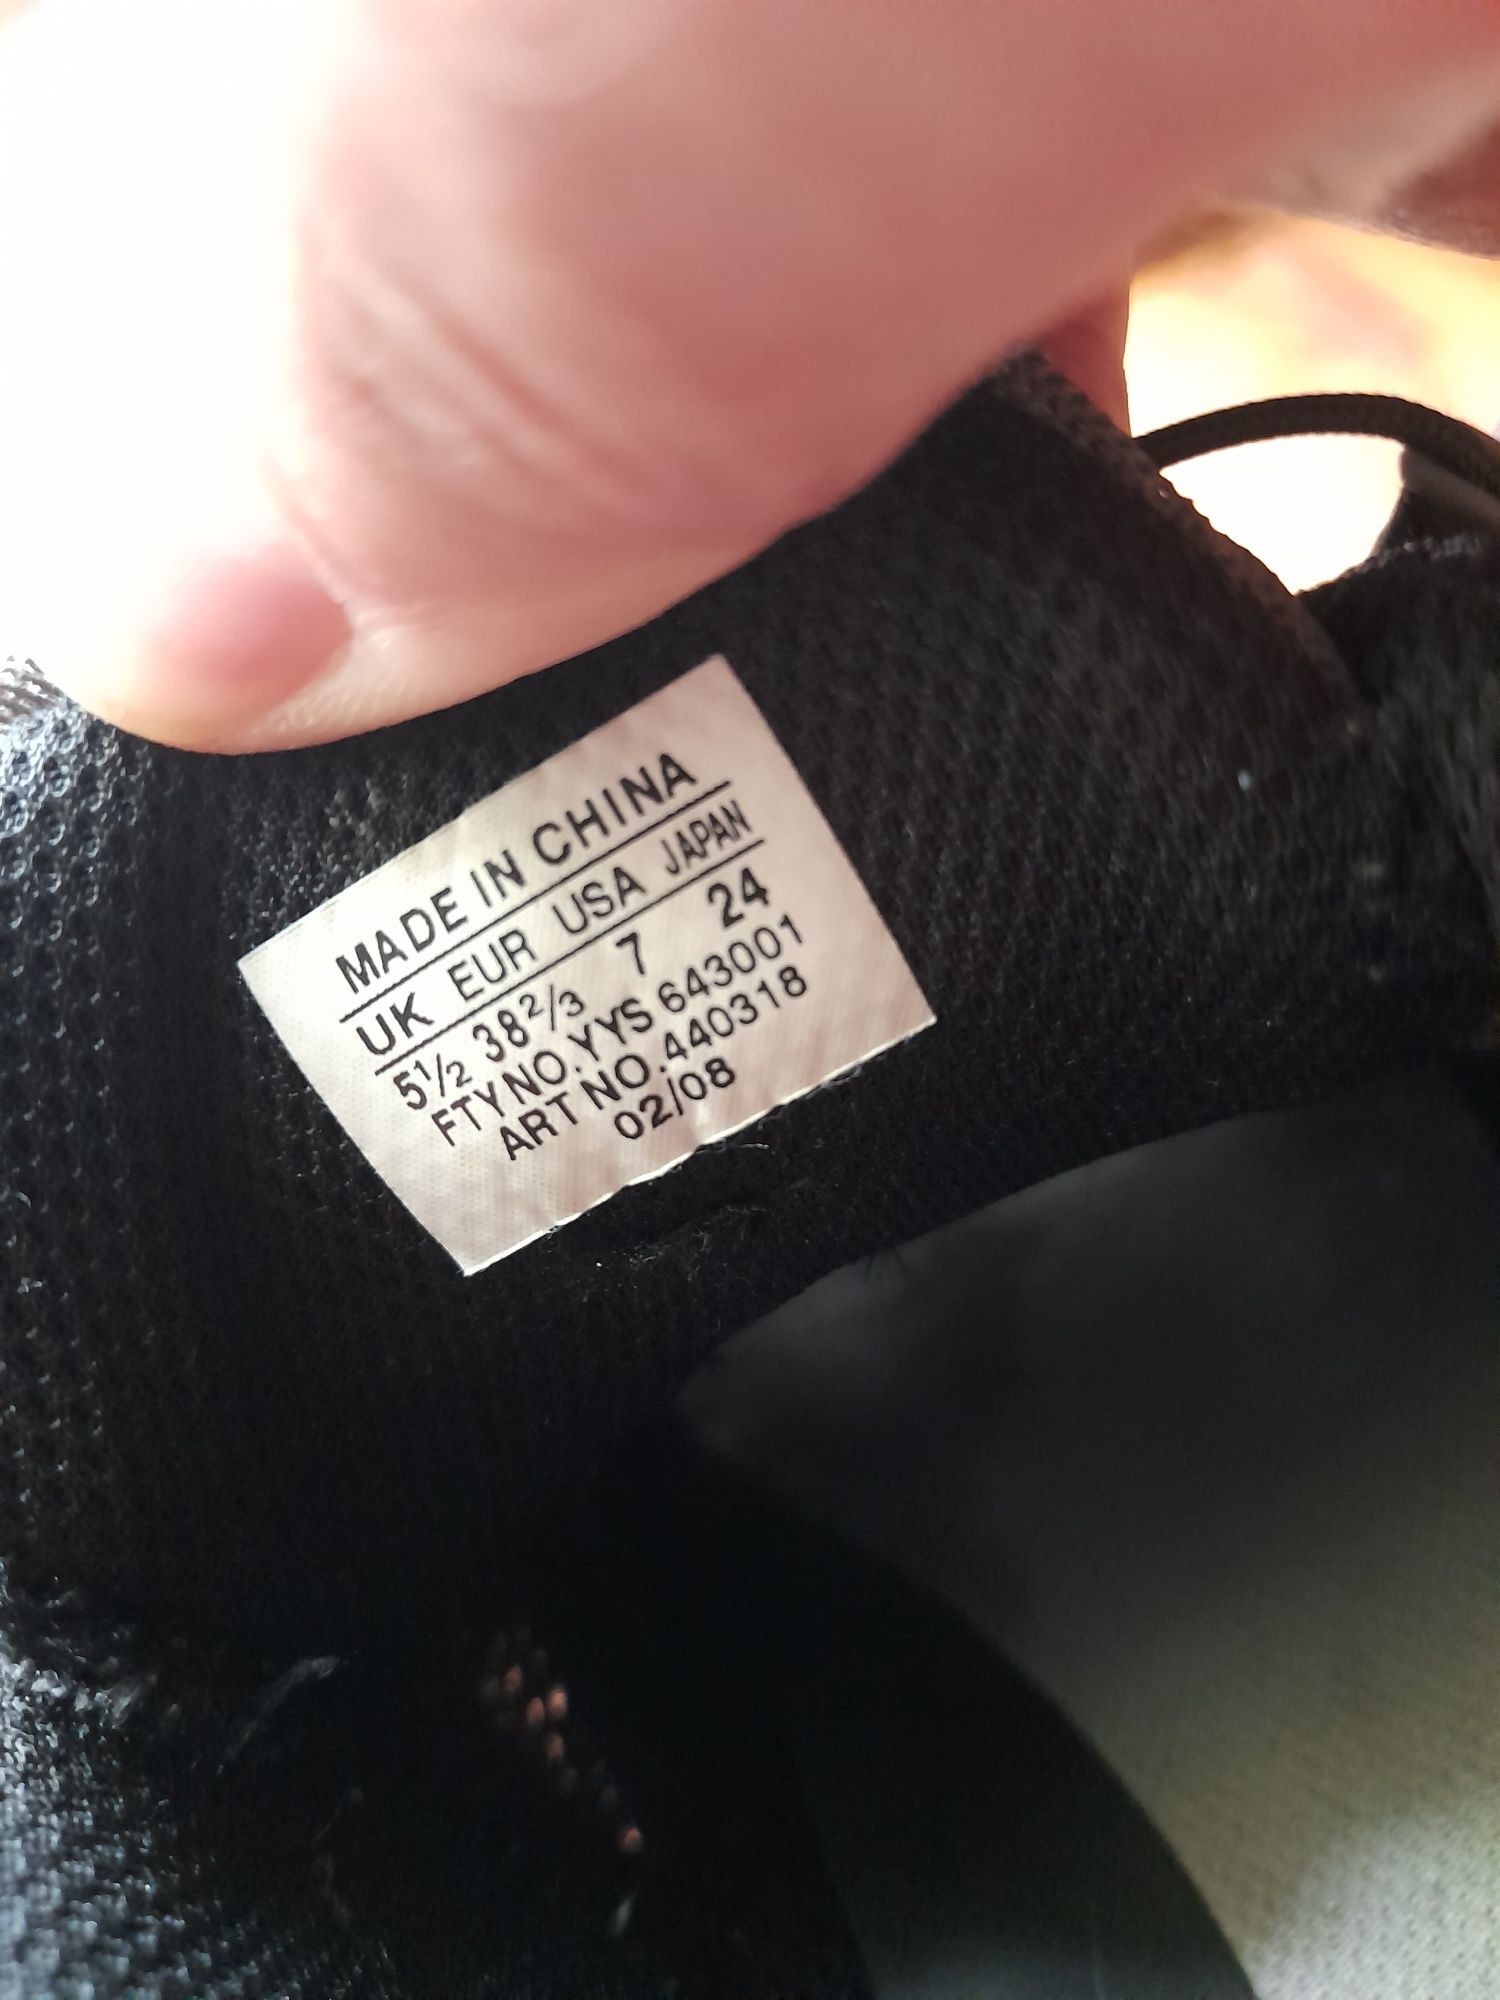 MADE IN CHINA
UK EUR USA JAPAN
5½ 38⅔ 7 24
FTY NO. YYS 643001
ART NO. 440318
02/08